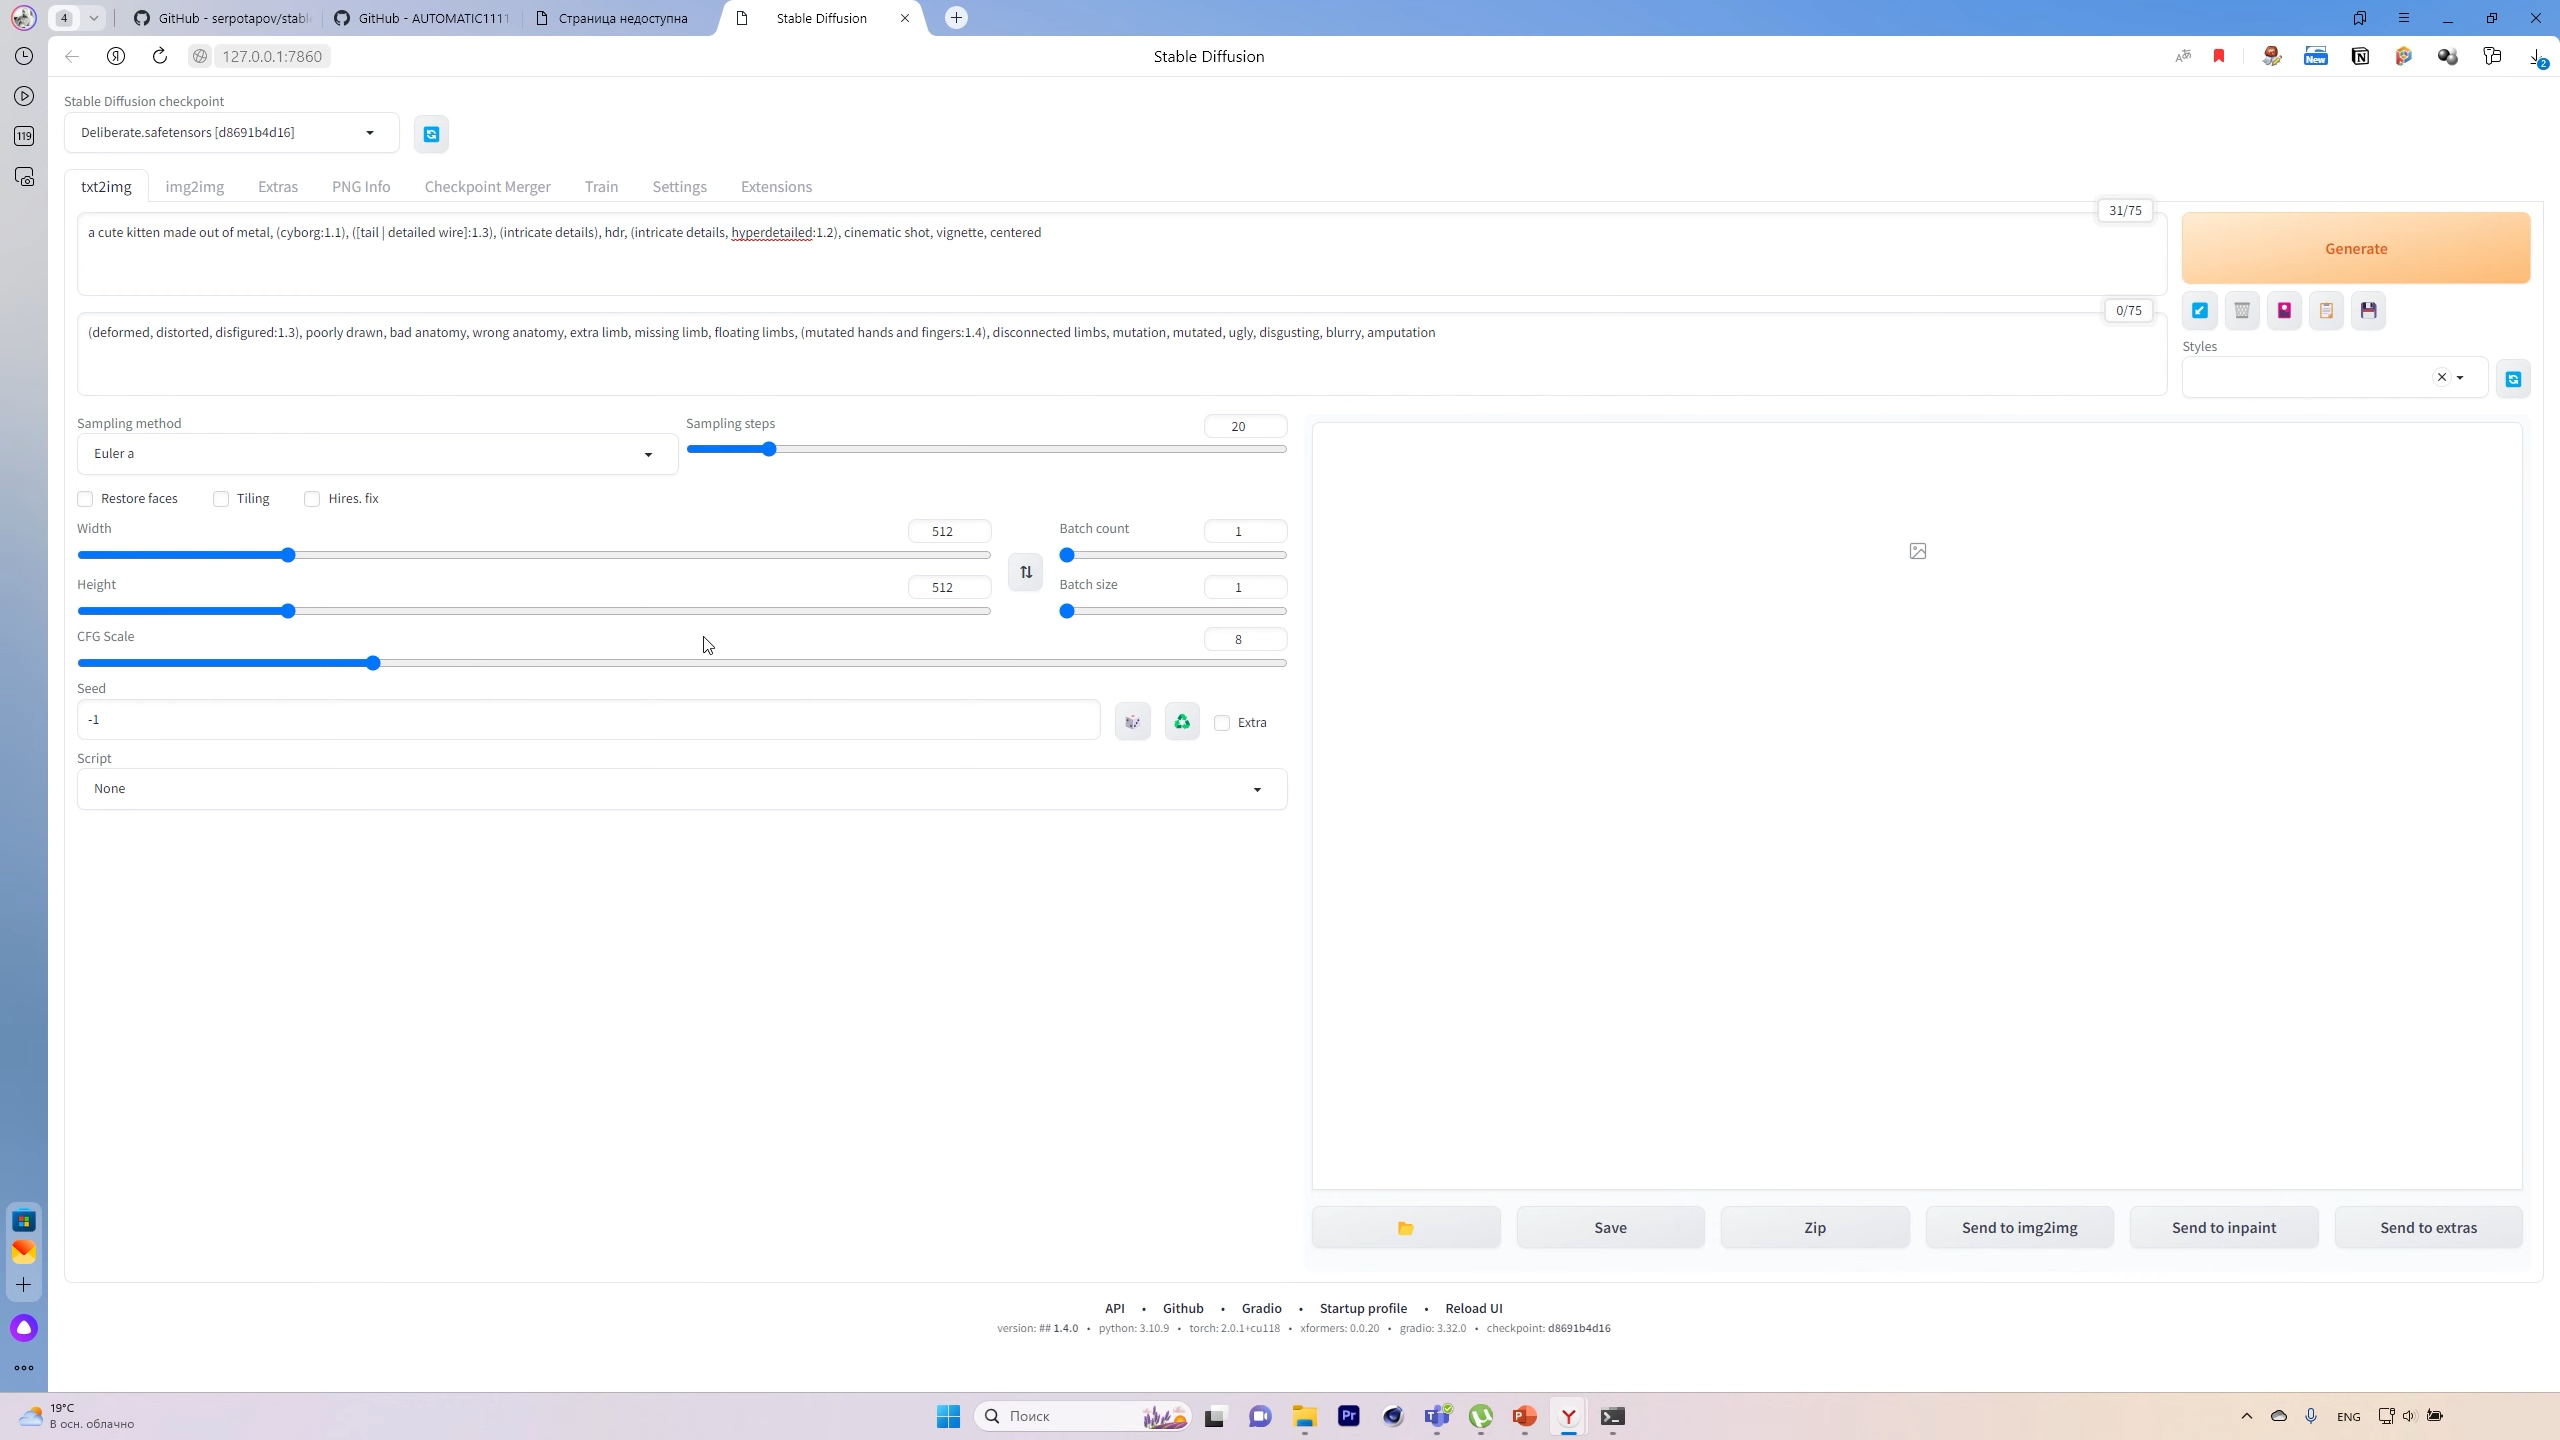 4
GitHub - serpotapov/stabl
GitHub - AUTOMATIC1111
Страница недоступна
Stable Diffusion
127.0.0.1:7860
Stable Diffusion
New
2
119
Stable Diffusion checkpoint
Deliberate.safetensors [d8691b4d16]
txt2img
img2img
Extras
PNG Info
Checkpoint Merger
Train
Settings
Extensions
31/75
a cute kitten made out of metal, (cyborg:1.1), ([tail | detailed wire]:1.3), (intricate details), hdr, (intricate details, hyperdetailed:1.2), cinematic shot, vignette, centered
Generate
0/75
(deformed, distorted, disfigured:1.3), poorly drawn, bad anatomy, wrong anatomy, extra limb, missing limb, floating limbs, (mutated hands and fingers:1.4), disconnected limbs, mutation, mutated, ugly, disgusting, blurry, amputation
Styles
Sampling method
Euler a
Sampling steps
20
Restore faces
Tiling
Hires. fix
Width
512
Batch count
1
Height
512
Batch size
1
CFG Scale
8
Seed
-1
Extra
Script
None
Save
Zip
Send to img2img
Send to inpaint
Send to extras
API • Github • Gradio • Startup profile • Reload UI
version: ## 1.4.0 • python: 3.10.9 • torch: 2.0.1+cu118 • xformers: 0.0.20 • gradio: 3.32.0 • checkpoint: d8691b4d16
19°C
В осн. облачно
Поиск
Pr
ENG